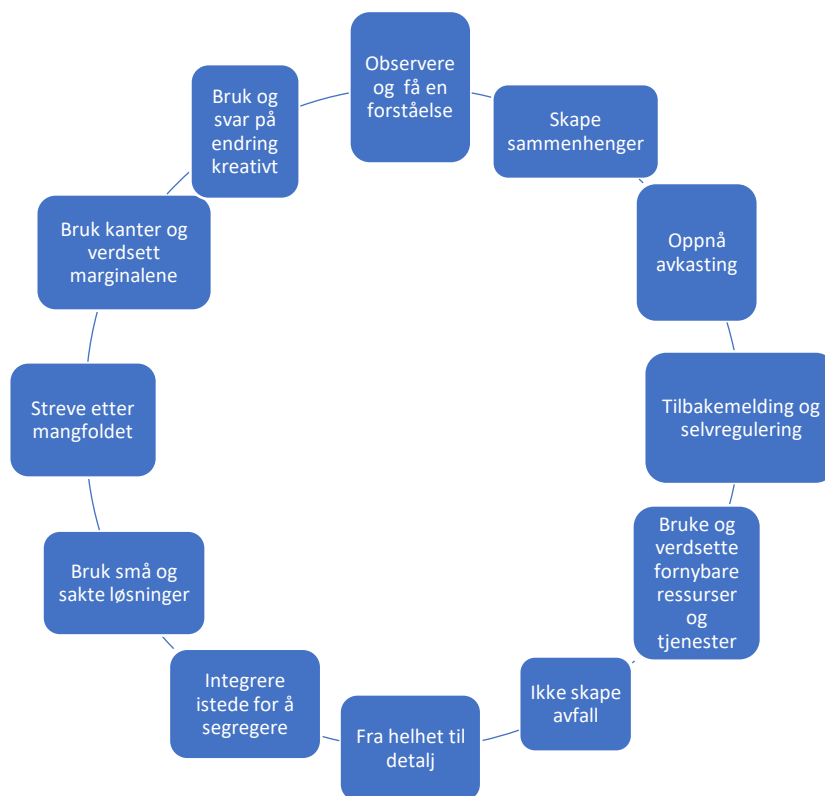 Observere
og få en
forståelse
Skape
sammenhenger
Oppnå
avkasting
Tilbakemelding og
selvregulering
Bruke og
verdsette
fornybare
ressurser
og
tjenester
Ikke skape
avfall
Fra helhet til
detalj
Integrere
istede for å
segregere
Bruk små og
sakte løsninger
Streve etter
mangfoldet
Bruk kanter og
verdsett
marginalene
Bruk og
svar på
endring
kreativt